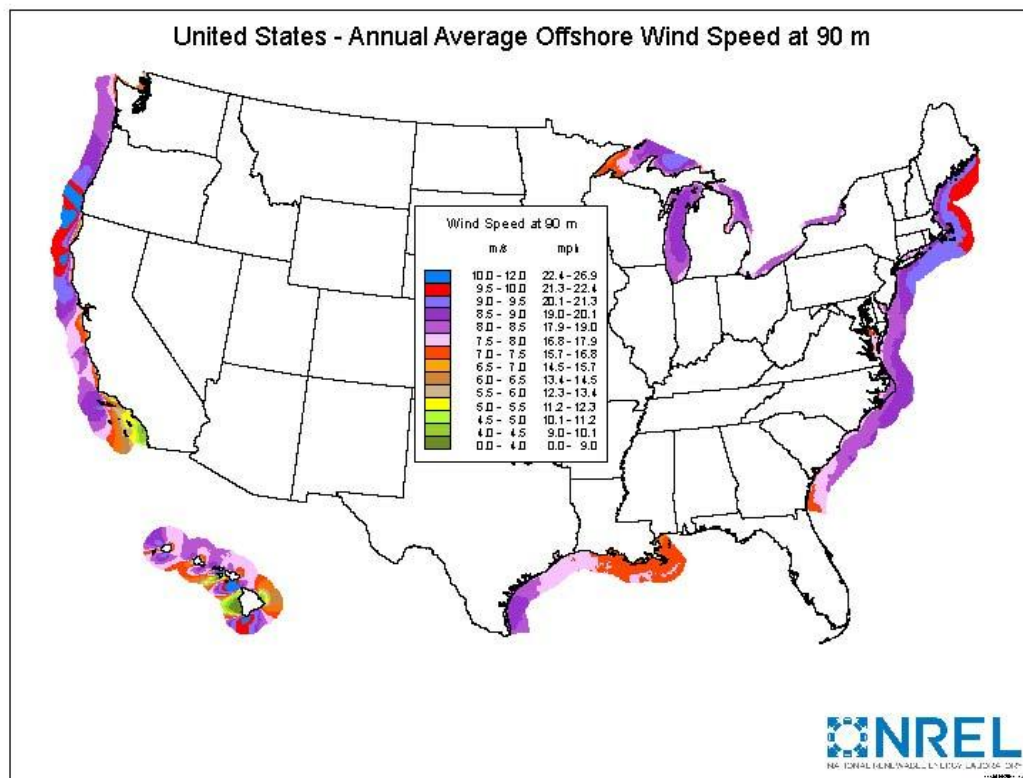 United States - Annual Average Offshore Wind Speed at 90 m
Wind Speed at 90 m
m/s mph
10.0 - 12.0 22.4 - 26.9
9.5 - 10.0 21.3 - 22.4
9.0 - 9.5 20.1 - 21.3
8.5 - 9.0 19.0 - 20.1
8.0 - 8.5 17.9 - 19.0
7.5 - 8.0 16.8 - 17.9
7.0 - 7.5 15.7 - 16.8
6.5 - 7.0 14.5 - 15.7
6.0 - 6.5 13.4 - 14.5
5.5 - 6.0 12.3 - 13.4
5.0 - 5.5 11.2 - 12.3
4.5 - 5.0 10.1 - 11.2
4.0 - 4.5 9.0 - 10.1
0.0 - 4.0 0.0 - 9.0
NREL
NATIONAL RENEWABLE ENERGY LABORATORY